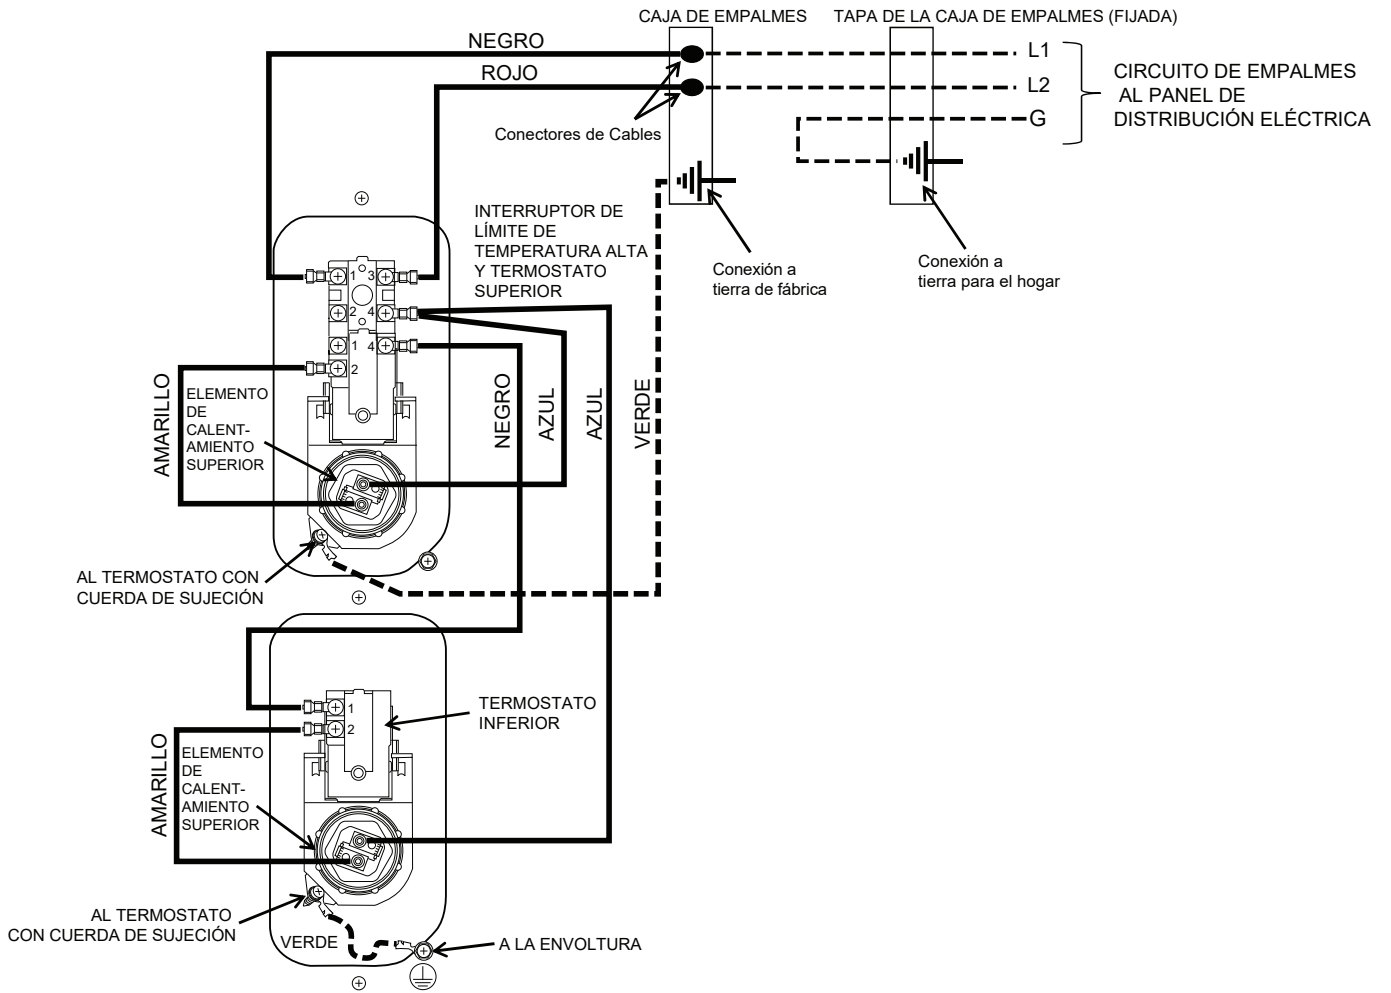 CAJA DE EMPALMES
TAPA DE LA CAJA DE EMPALMES (FIJADA)
NEGRO
L1
ROJO
L2
G
CIRCUITO DE EMPALMES
AL PANEL DE
DISTRIBUCIÓN ELÉCTRICA
Conectores de Cables
INTERRUPTOR DE
LÍMITE DE
TEMPERATURA ALTA
Y TERMOSTATO
SUPERIOR
Conexión a
tierra de fábrica
Conexión a
tierra para el hogar
1 3
2 4
1 4
2
AMARILLO
ELEMENTO
DE
CALENT-
AMIENTO
SUPERIOR
NEGRO
AZUL
AZUL
VERDE
AL TERMOSTATO CON
CUERDA DE SUJECIÓN
1
2
TERMOSTATO
INFERIOR
AMARILLO
ELEMENTO
DE
CALENT-
AMIENTO
SUPERIOR
AL TERMOSTATO
CON CUERDA DE SUJECIÓN
VERDE
A LA ENVOLTURA